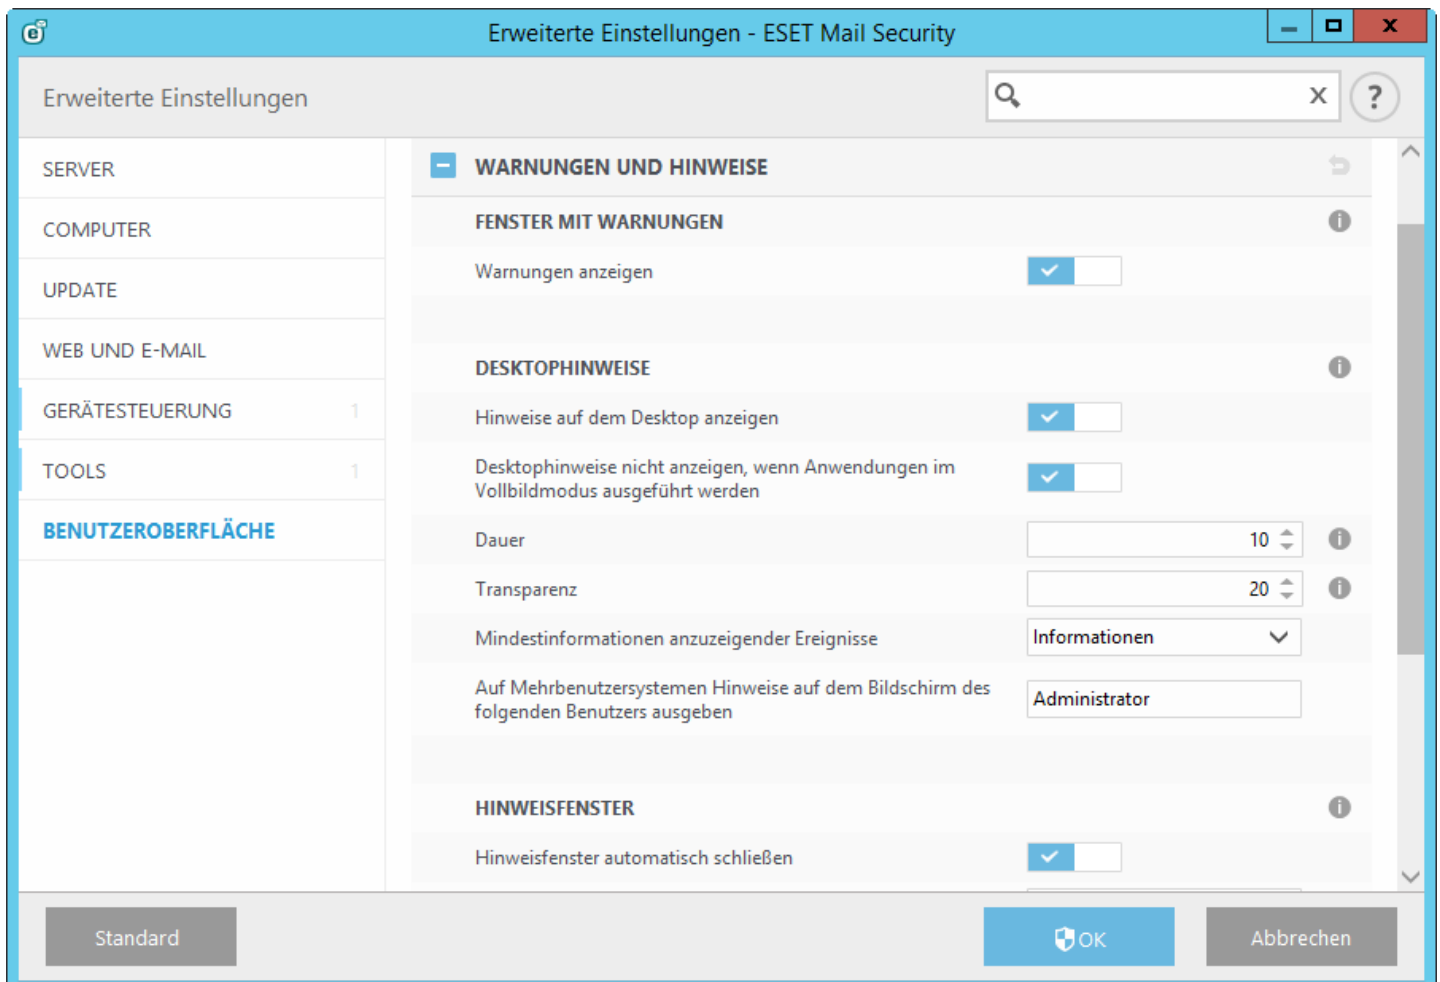 Erweiterte Einstellungen - ESET Mail Security
Erweiterte Einstellungen
SERVER
COMPUTER
UPDATE
WEB UND E-MAIL
GERÄTESTEUERUNG 1
TOOLS 1
BENUTZEROBERFLÄCHE
WARNUNGEN UND HINWEISE
FENSTER MIT WARNUNGEN
Warnungen anzeigen
DESKTOPHINWEISE
Hinweise auf dem Desktop anzeigen
Desktophinweise nicht anzeigen, wenn Anwendungen im
Vollbildmodus ausgeführt werden
Dauer 10
Transparenz 20
Mindestinformationen anzuzeigender Ereignisse Informationen
Auf Mehrbenutzersystemen Hinweise auf dem Bildschirm des
folgenden Benutzers ausgeben Administrator
HINWEISFENSTER
Hinweisfenster automatisch schließen
Standard
OK
Abbrechen